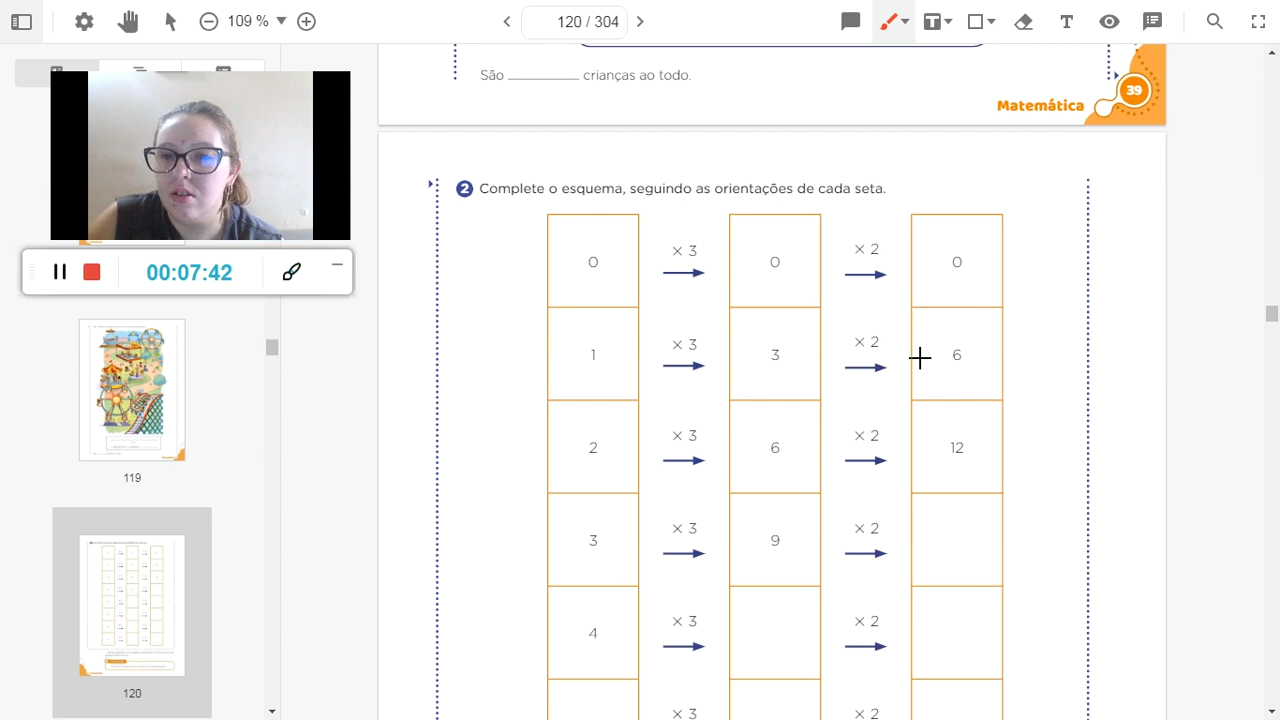 109 %
120 / 304
São ________ crianças ao todo.
Matemática 39
00:07:42
2 Complete o esquema, seguindo as orientações de cada seta.
0 × 3 0 × 2 0
1 × 3 3 × 2 6
2 × 3 6 × 2 12
3 × 3 9 × 2
4 × 3 × 2
× 3 × 2
119
120